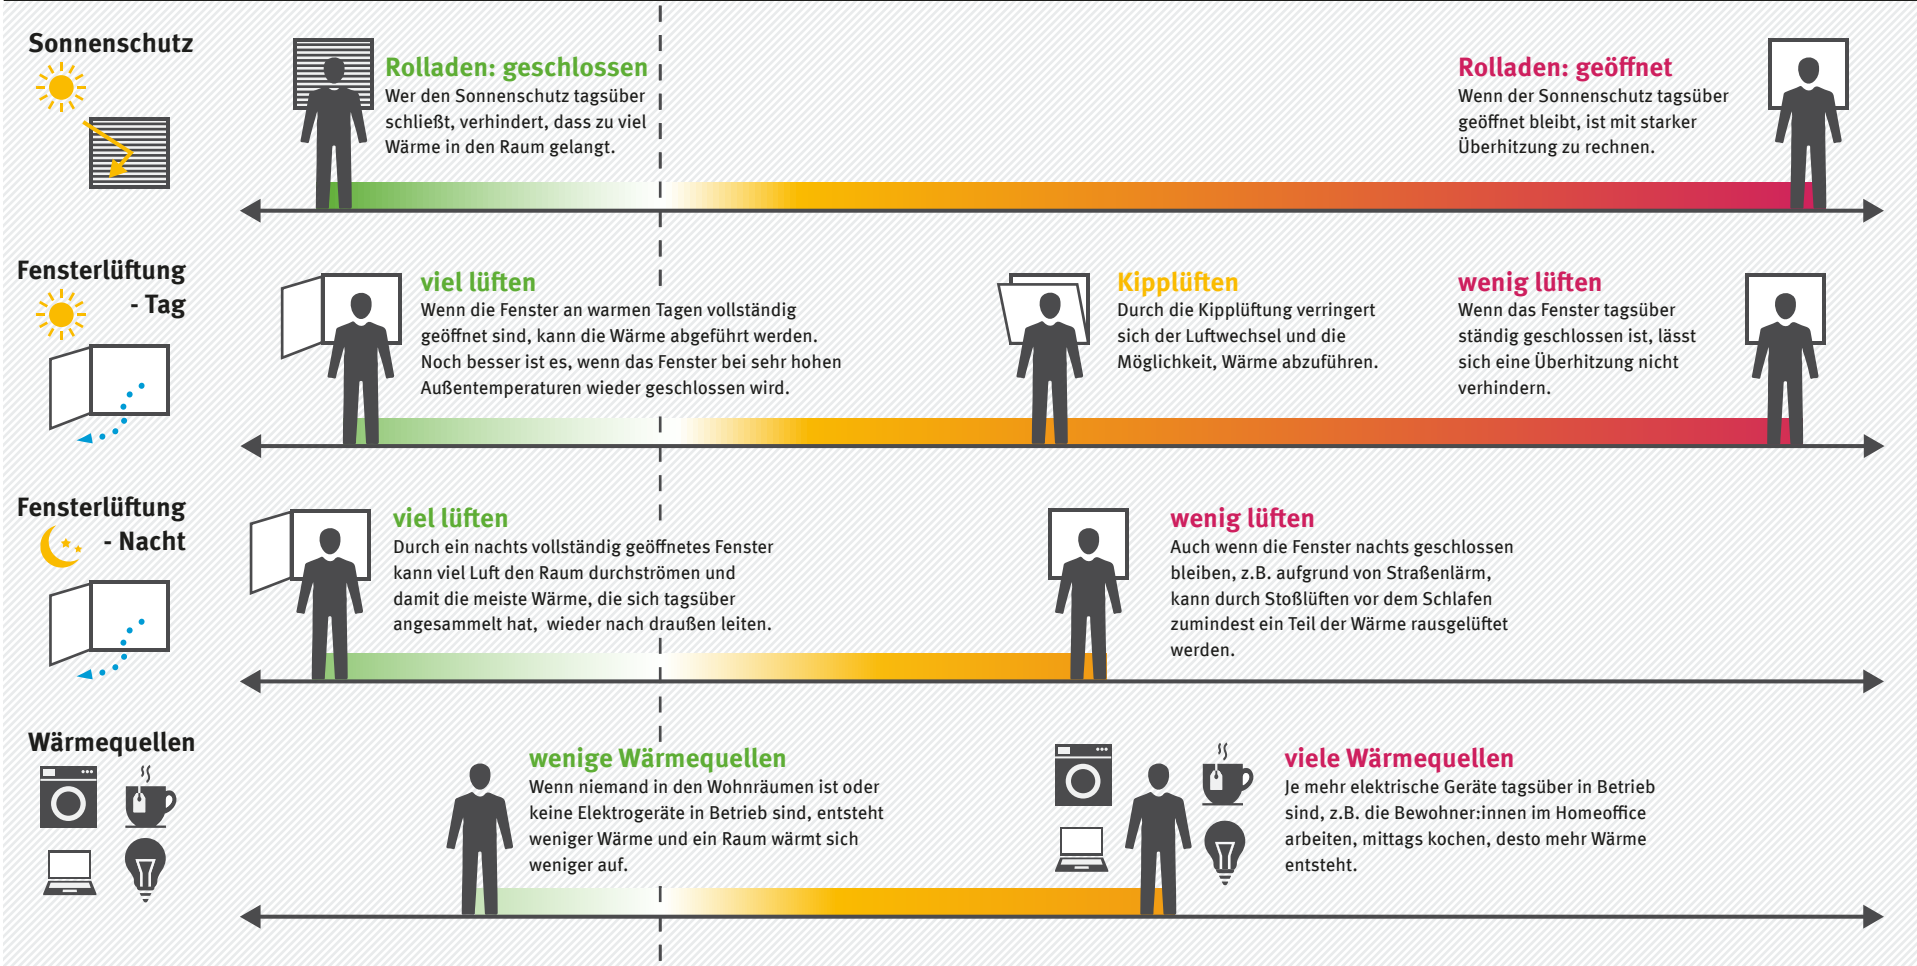 Sonnenschutz
Rolladen: geschlossen
Wer den Sonnenschutz tagsüber
schließt, verhindert, dass zu viel
Wärme in den Raum gelangt.
Rolladen: geöffnet
Wenn der Sonnenschutz tagsüber
geöffnet bleibt, ist mit starker
Überhitzung zu rechnen.
Fensterlüftung
- Tag
viel lüften
Wenn die Fenster an warmen Tagen vollständig
geöffnet sind, kann die Wärme abgeführt werden.
Noch besser ist es, wenn das Fenster bei sehr hohen
Außentemperaturen wieder geschlossen wird.
Kipplüften
Durch die Kipplüftung verringert
sich der Luftwechsel und die
Möglichkeit, Wärme abzuführen.
wenig lüften
Wenn das Fenster tagsüber
ständig geschlossen ist, lässt
sich eine Überhitzung nicht
verhindern.
Fensterlüftung
- Nacht
viel lüften
Durch ein nachts vollständig geöffnetes Fenster
kann viel Luft den Raum durchströmen und
damit die meiste Wärme, die sich tagsüber
angesammelt hat, wieder nach draußen leiten.
wenig lüften
Auch wenn die Fenster nachts geschlossen
bleiben, z.B. aufgrund von Straßenlärm,
kann durch Stoßlüften vor dem Schlafen
zumindest ein Teil der Wärme rausgelüftet
werden.
Wärmequellen
wenige Wärmequellen
Wenn niemand in den Wohnräumen ist oder
keine Elektrogeräte in Betrieb sind, entsteht
weniger Wärme und ein Raum wärmt sich
weniger auf.
viele Wärmequellen
Je mehr elektrische Geräte tagsüber in Betrieb
sind, z.B. die Bewohner:innen im Homeoffice
arbeiten, mittags kochen, desto mehr Wärme
entsteht.